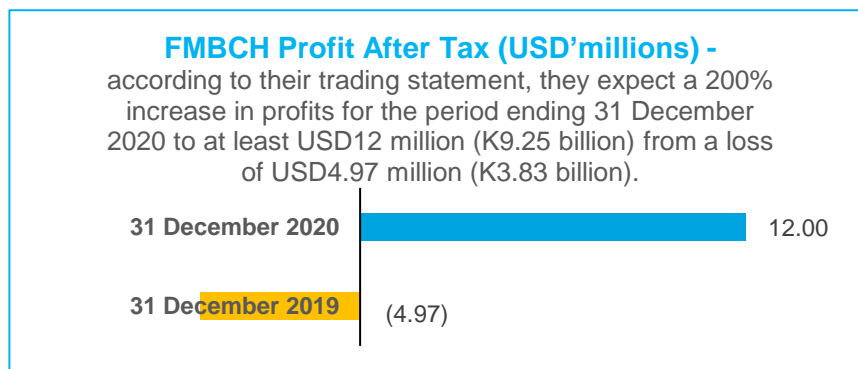 FMBCH Profit After Tax (USD'millions) -
according to their trading statement, they expect a 200%
increase in profits for the period ending 31 December
2020 to at least USD12 million (K9.25 billion) from a loss
of USD4.97 million (K3.83 billion).
31 December 2020
12.00
31 December 2019
(4.97)